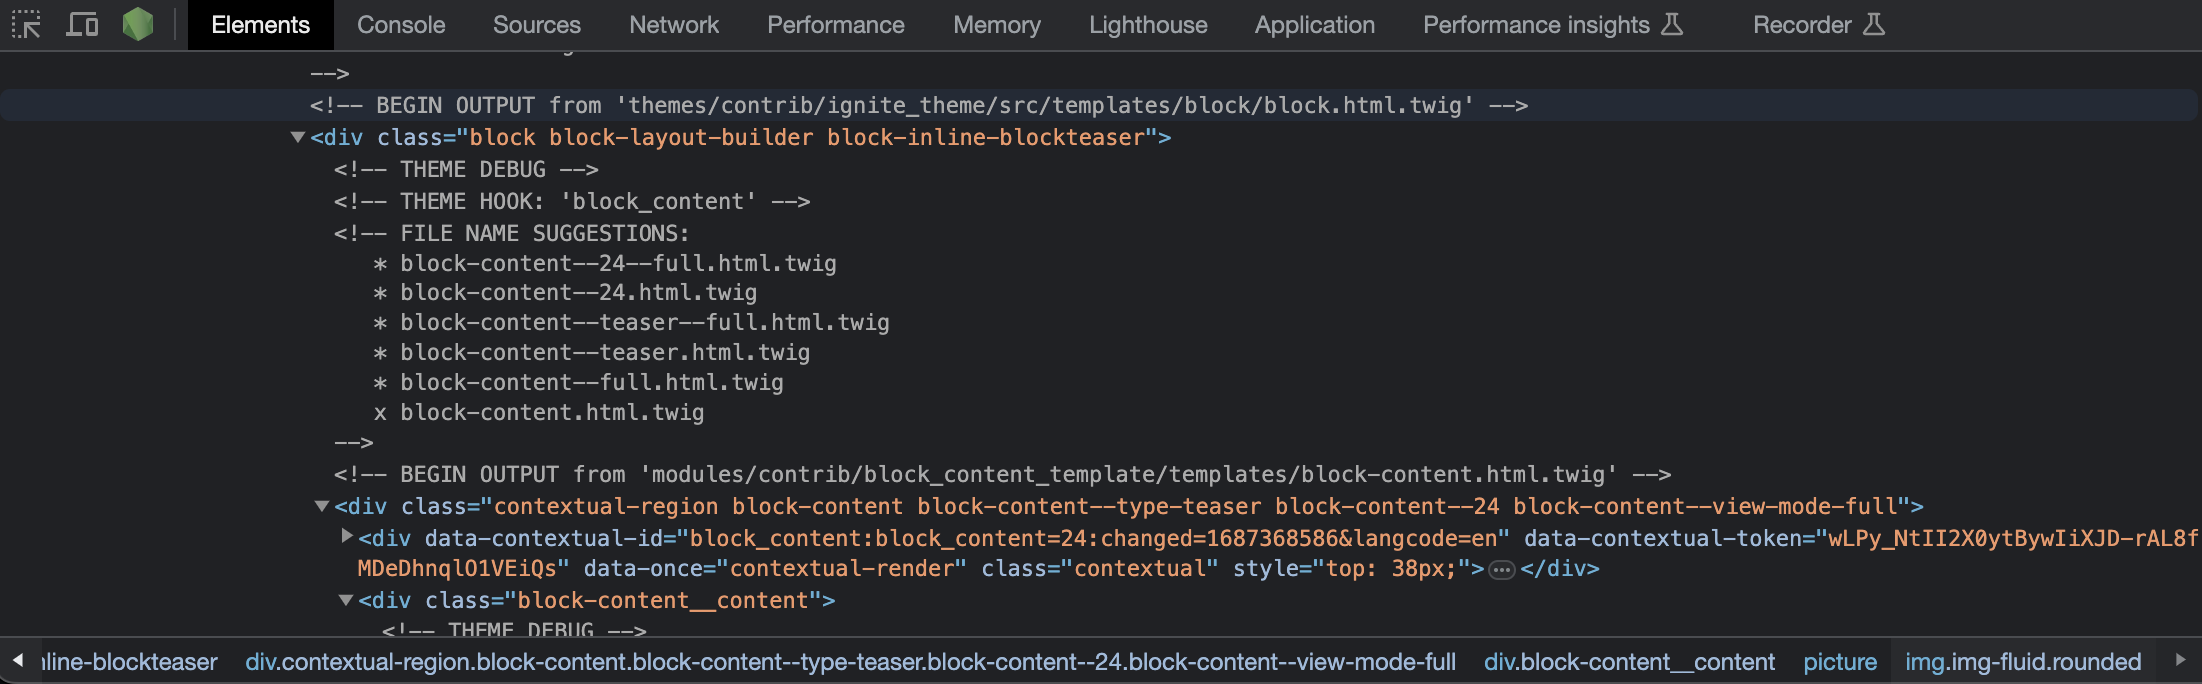 Elements Console Sources Network Performance Memory Lighthouse Application Performance insights Recorder
-->
<!-- BEGIN OUTPUT from 'themes/contrib/ignite_theme/src/templates/block/block.html.twig' -->
<div class="block block-layout-builder block-inline-blockteaser">
<!-- THEME DEBUG -->
<!-- THEME HOOK: 'block_content' -->
<!-- FILE NAME SUGGESTIONS:
* block-content--24--full.html.twig
* block-content--24.html.twig
* block-content--teaser--full.html.twig
* block-content--teaser.html.twig
* block-content--full.html.twig
x block-content.html.twig
-->
<!-- BEGIN OUTPUT from 'modules/contrib/block_content_template/templates/block-content.html.twig' -->
<div class="contextual-region block-content block-content--type-teaser block-content--24 block-content--view-mode-full">
<div data-contextual-id="block_content:block_content=24:changed=1687368586&langcode=en" data-contextual-token="wLPy_NtII2X0ytBywIiXJD-rAL8f
MDeDhnqlO1VEiQs" data-once="contextual-render" class="contextual" style="top: 38px;">…</div>
<div class="block-content__content">
<!-- THEME DEBUG -->
nline-blockteaser div.contextual-region.block-content.block-content--type-teaser.block-content--24.block-content--view-mode-full div.block-content__content picture img.img-fluid.rounded